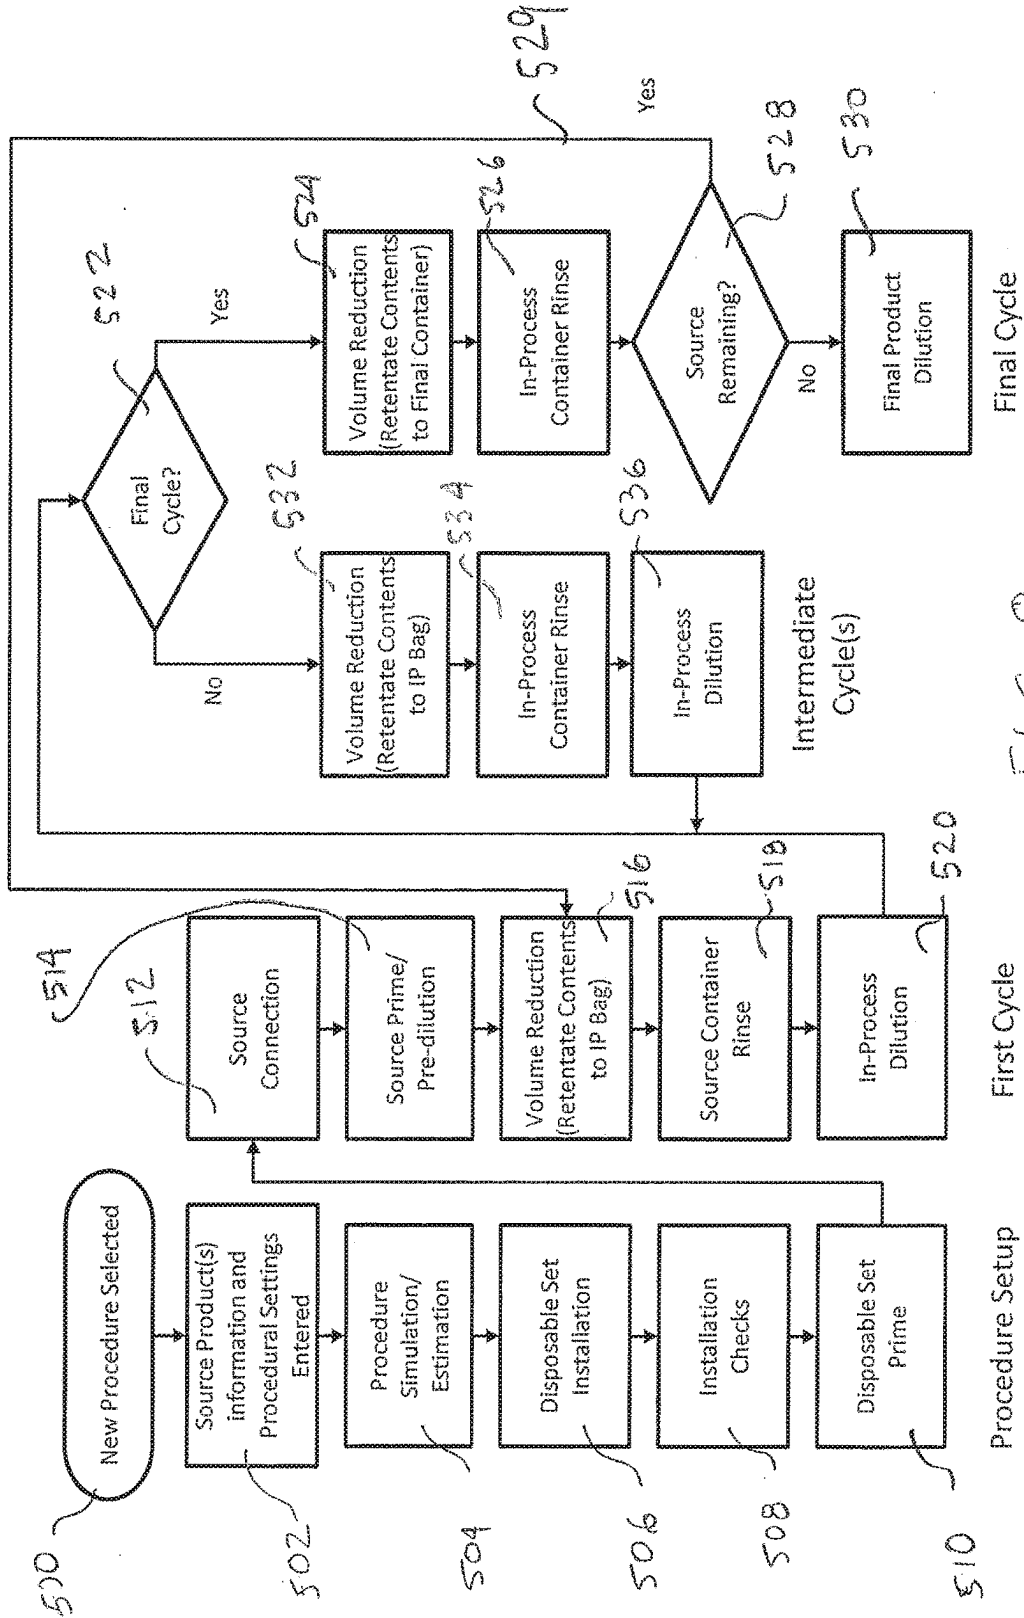 500
New Procedure Selected
502
Source Product(s)
information and
Procedural Settings
Entered
504
Procedure
Simulation/
Estimation
506
Disposable Set
Installation
508
Installation
Checks
510
Disposable Set
Prime
Procedure Setup
512
Source
Connection
514
Source Prime/
Pre-dilution
516
Volume Reduction
(Retentate Contents
to IP Bag)
518
Source Container
Rinse
520
In-Process
Dilution
First Cycle
522
Final
Cycle?
No
Yes
532
Volume Reduction
(Retentate Contents
to IP Bag)
534
In-Process
Container Rinse
536
In-Process
Dilution
Intermediate
Cycle(s)
524
Volume Reduction
(Retentate Contents
to Final Container)
526
In-Process
Container Rinse
528
Source
Remaining?
529
Yes
No
530
Final Product
Dilution
Final Cycle